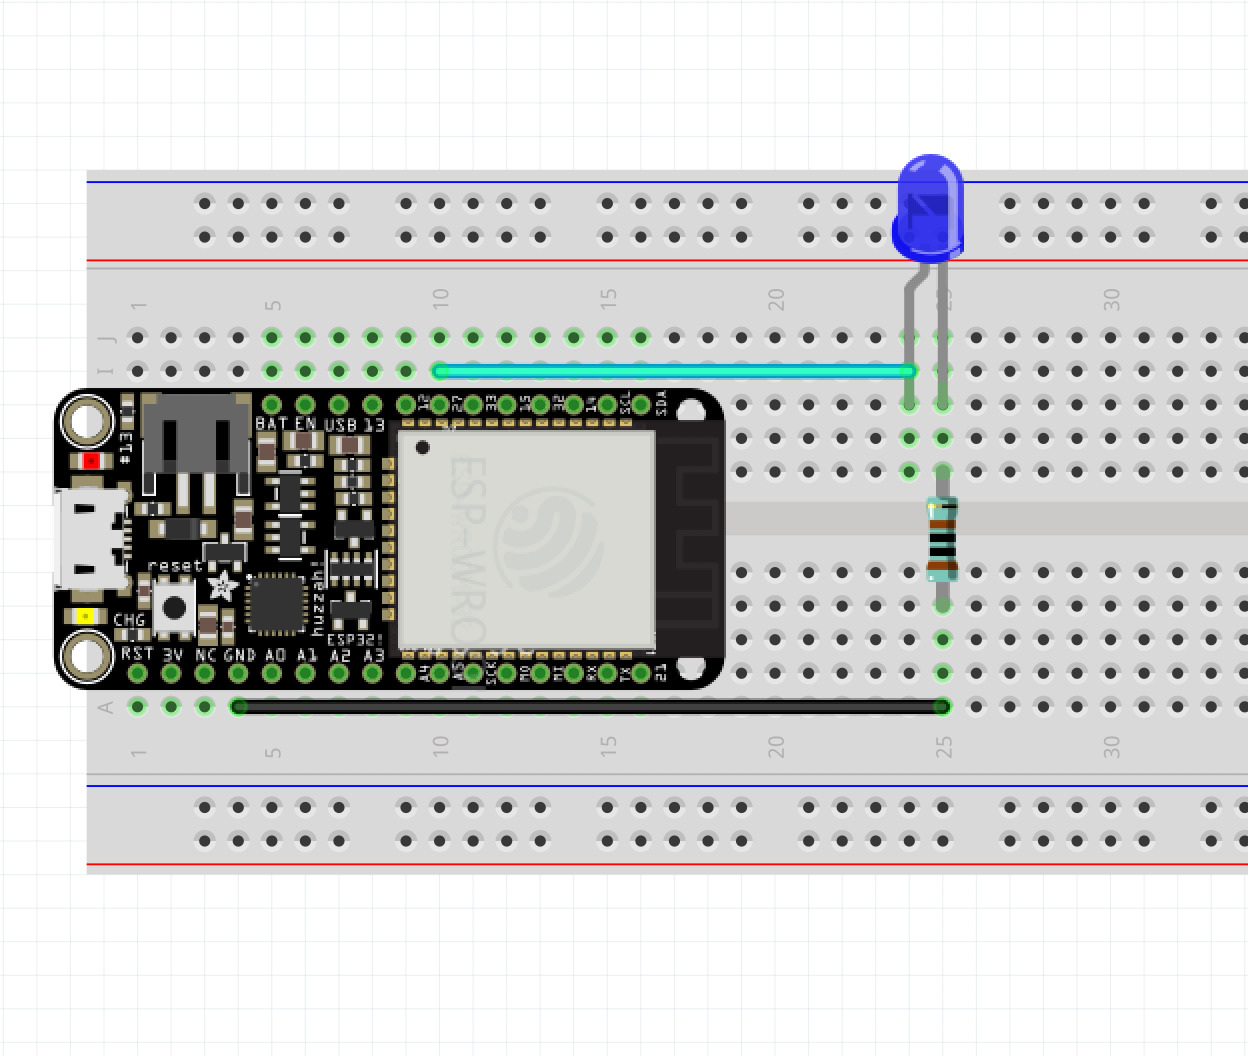 1 5 10 15 20 25 30
J
I
12 27 33 15 32 14 SCL SDA
BAT EN USB 13
#13
ESP-WRO
reset
huzzah!
CHG
ESP32!
RST 3V NC GND A0 A1 A2 A3
A4 A5 SCK MO MI RX TX 21
A
1 5 10 15 20 25 30